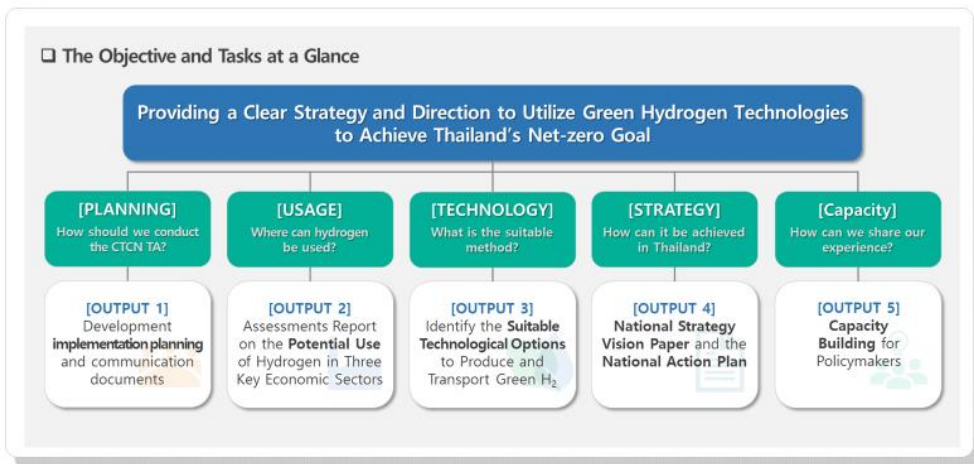 ❑ The Objective and Tasks at a Glance
Providing a Clear Strategy and Direction to Utilize Green Hydrogen Technologies
to Achieve Thailand's Net-zero Goal
[PLANNING]
How should we conduct
the CTCN TA?
[USAGE]
Where can hydrogen
be used?
[TECHNOLOGY]
What is the suitable
method?
[STRATEGY]
How can it be achieved
in Thailand?
[Capacity]
How can we share our
experience?
[OUTPUT 1]
Development
implementation planning
and communication
documents
[OUTPUT 2]
Assessments Report
on the Potential Use
of Hydrogen in Three
Key Economic Sectors
[OUTPUT 3]
Identify the Suitable
Technological Options
to Produce and
Transport Green H₂
[OUTPUT 4]
National Strategy
Vision Paper and the
National Action Plan
[OUTPUT 5]
Capacity
Building for
Policymakers